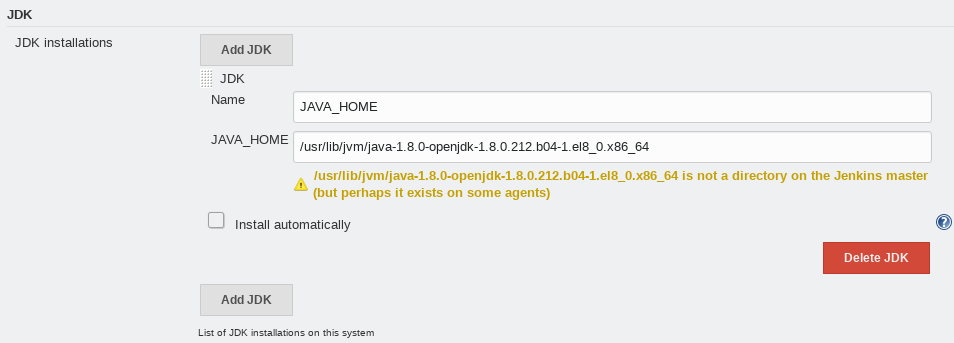 JDK
JDK installations
Add JDK
JDK
Name
JAVA_HOME
JAVA_HOME
/usr/lib/jvm/java-1.8.0-openjdk-1.8.0.212.b04-1.el8_0.x86_64
/usr/lib/jvm/java-1.8.0-openjdk-1.8.0.212.b04-1.el8_0.x86_64 is not a directory on the Jenkins master
(but perhaps it exists on some agents)
Install automatically
?
Delete JDK
Add JDK
List of JDK installations on this system